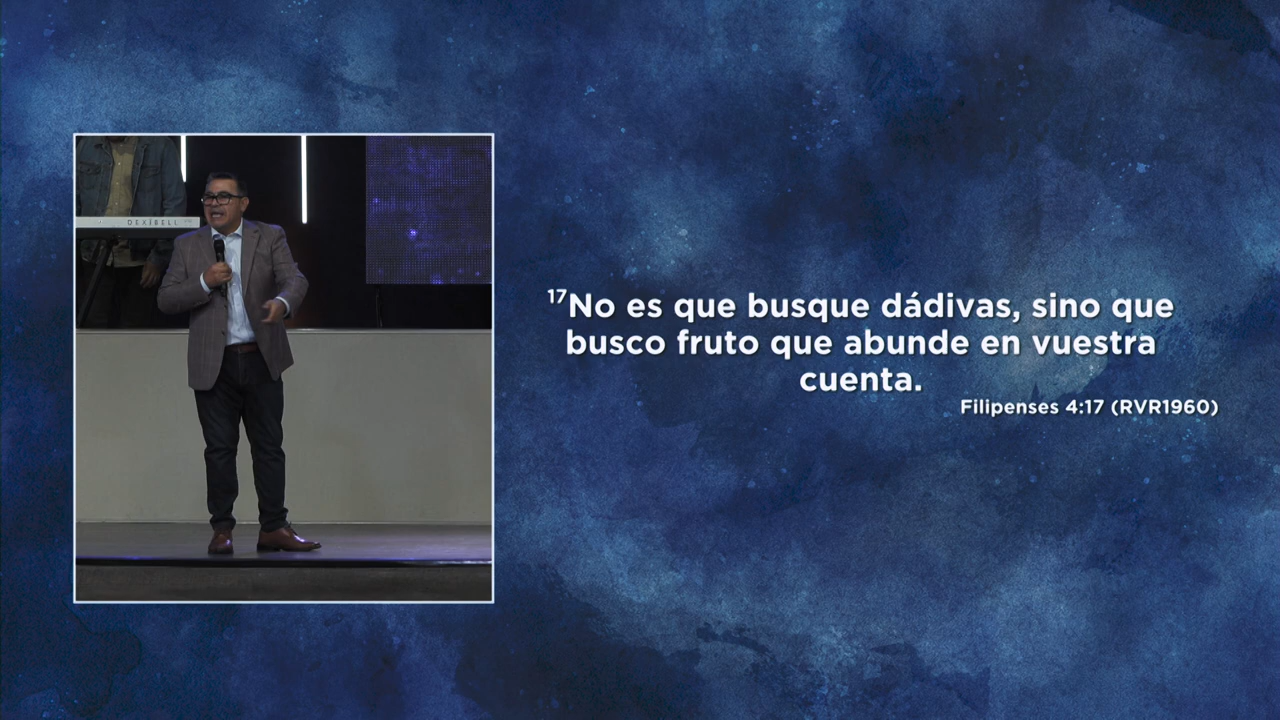 DEXIBELL
¹⁷No es que busque dádivas, sino que
busco fruto que abunde en vuestra
cuenta.
Filipenses 4:17 (RVR1960)